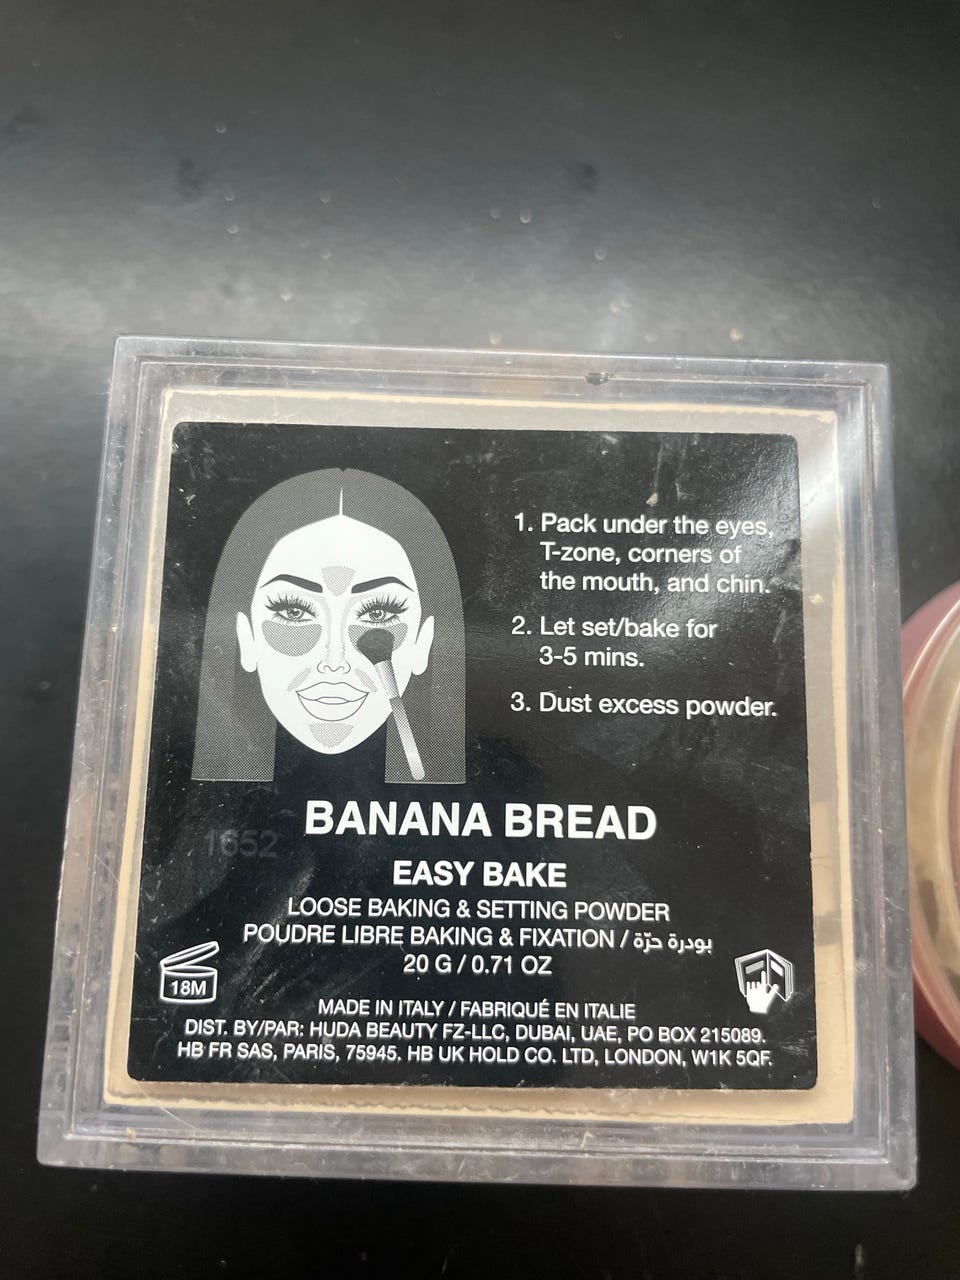 1. Pack under the eyes,
T-zone, corners of
the mouth, and chin.
2. Let set/bake for
3-5 mins.
3. Dust excess powder.
1652
BANANA BREAD
EASY BAKE
LOOSE BAKING & SETTING POWDER
POUDRE LIBRE BAKING & FIXATION / بودرة حرّة
20 G / 0.71 OZ
18M
MADE IN ITALY / FABRIQUÉ EN ITALIE
DIST. BY/PAR: HUDA BEAUTY FZ-LLC, DUBAI, UAE, PO BOX 215089.
HB FR SAS, PARIS, 75945. HB UK HOLD CO. LTD, LONDON, W1K 5QF.